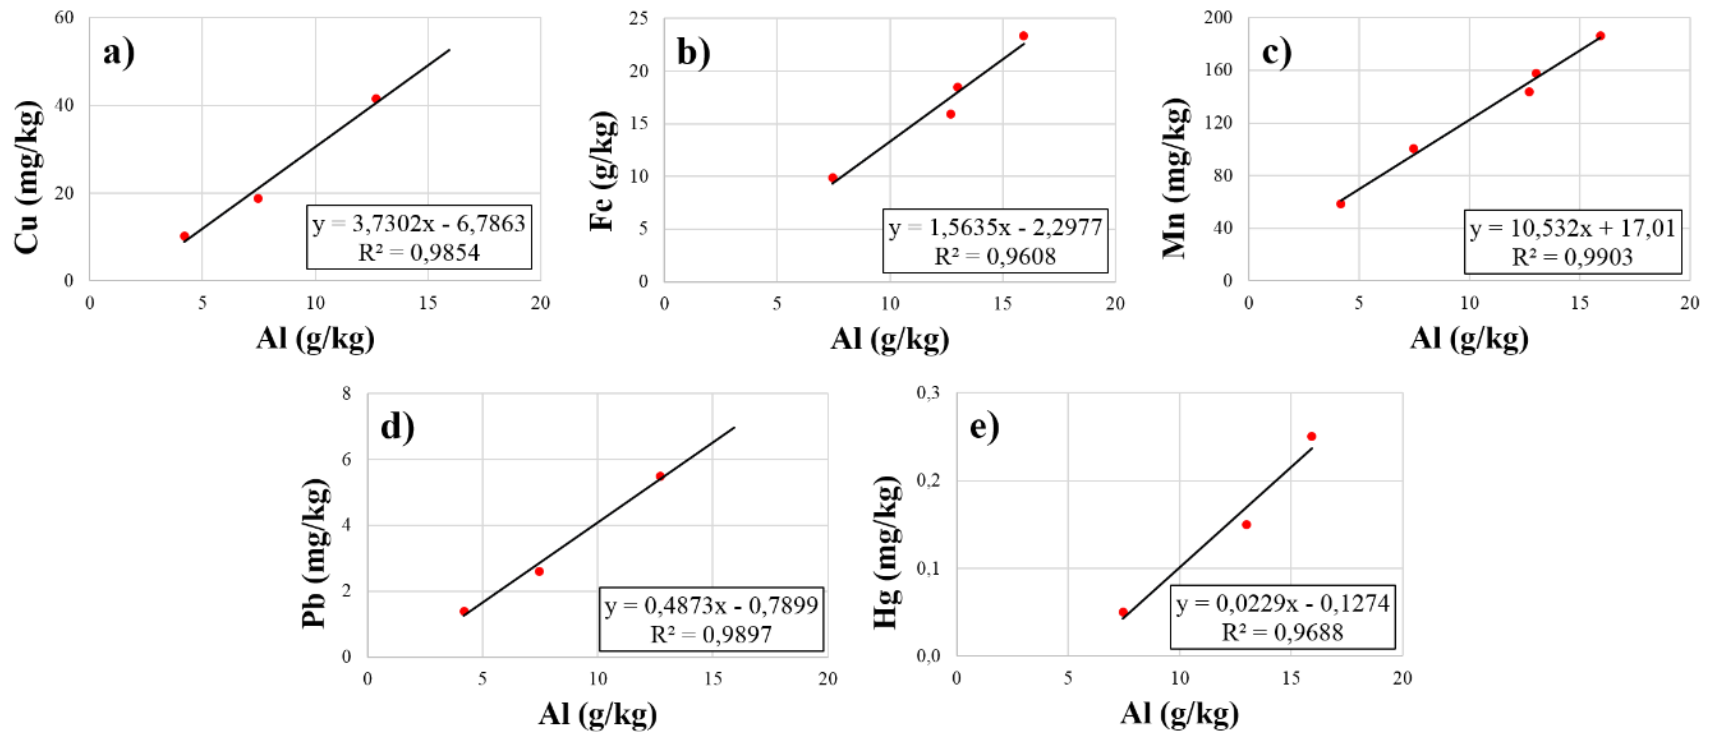 a)
Cu (mg/kg)
60
40
20
0
y = 3,7302x - 6,7863
R² = 0,9854
0 5 10 15 20
Al (g/kg)
b)
Fe (g/kg)
25
20
15
10
5
0
y = 1,5635x - 2,2977
R² = 0,9608
0 5 10 15 20
Al (g/kg)
c)
Mn (mg/kg)
200
160
120
80
40
0
y = 10,532x + 17,01
R² = 0,9903
0 5 10 15 20
Al (g/kg)
d)
Pb (mg/kg)
8
6
4
2
0
y = 0,4873x - 0,7899
R² = 0,9897
0 5 10 15 20
Al (g/kg)
e)
Hg (mg/kg)
0,3
0,2
0,1
0,0
y = 0,0229x - 0,1274
R² = 0,9688
0 5 10 15 20
Al (g/kg)